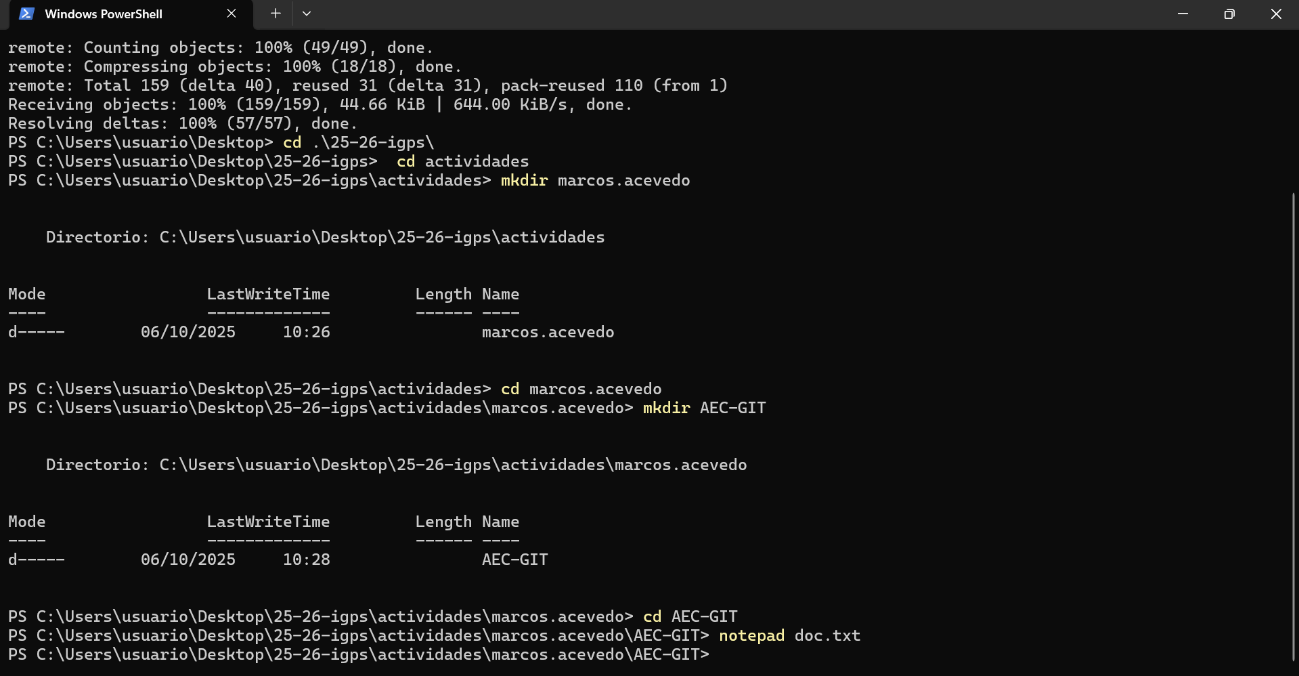 Windows PowerShell
remote: Counting objects: 100% (49/49), done.
remote: Compressing objects: 100% (18/18), done.
remote: Total 159 (delta 40), reused 31 (delta 31), pack-reused 110 (from 1)
Receiving objects: 100% (159/159), 44.66 KiB | 644.00 KiB/s, done.
Resolving deltas: 100% (57/57), done.
PS C:\Users\usuario\Desktop> cd .\25-26-igps\
PS C:\Users\usuario\Desktop\25-26-igps>  cd actividades
PS C:\Users\usuario\Desktop\25-26-igps\actividades> mkdir marcos.acevedo
    Directorio: C:\Users\usuario\Desktop\25-26-igps\actividades
Mode                 LastWriteTime         Length Name
----                 -------------         ------ ----
d-----        06/10/2025     10:26                marcos.acevedo
PS C:\Users\usuario\Desktop\25-26-igps\actividades> cd marcos.acevedo
PS C:\Users\usuario\Desktop\25-26-igps\actividades\marcos.acevedo> mkdir AEC-GIT
    Directorio: C:\Users\usuario\Desktop\25-26-igps\actividades\marcos.acevedo
Mode                 LastWriteTime         Length Name
----                 -------------         ------ ----
d-----        06/10/2025     10:28                AEC-GIT
PS C:\Users\usuario\Desktop\25-26-igps\actividades\marcos.acevedo> cd AEC-GIT
PS C:\Users\usuario\Desktop\25-26-igps\actividades\marcos.acevedo\AEC-GIT> notepad doc.txt
PS C:\Users\usuario\Desktop\25-26-igps\actividades\marcos.acevedo\AEC-GIT>